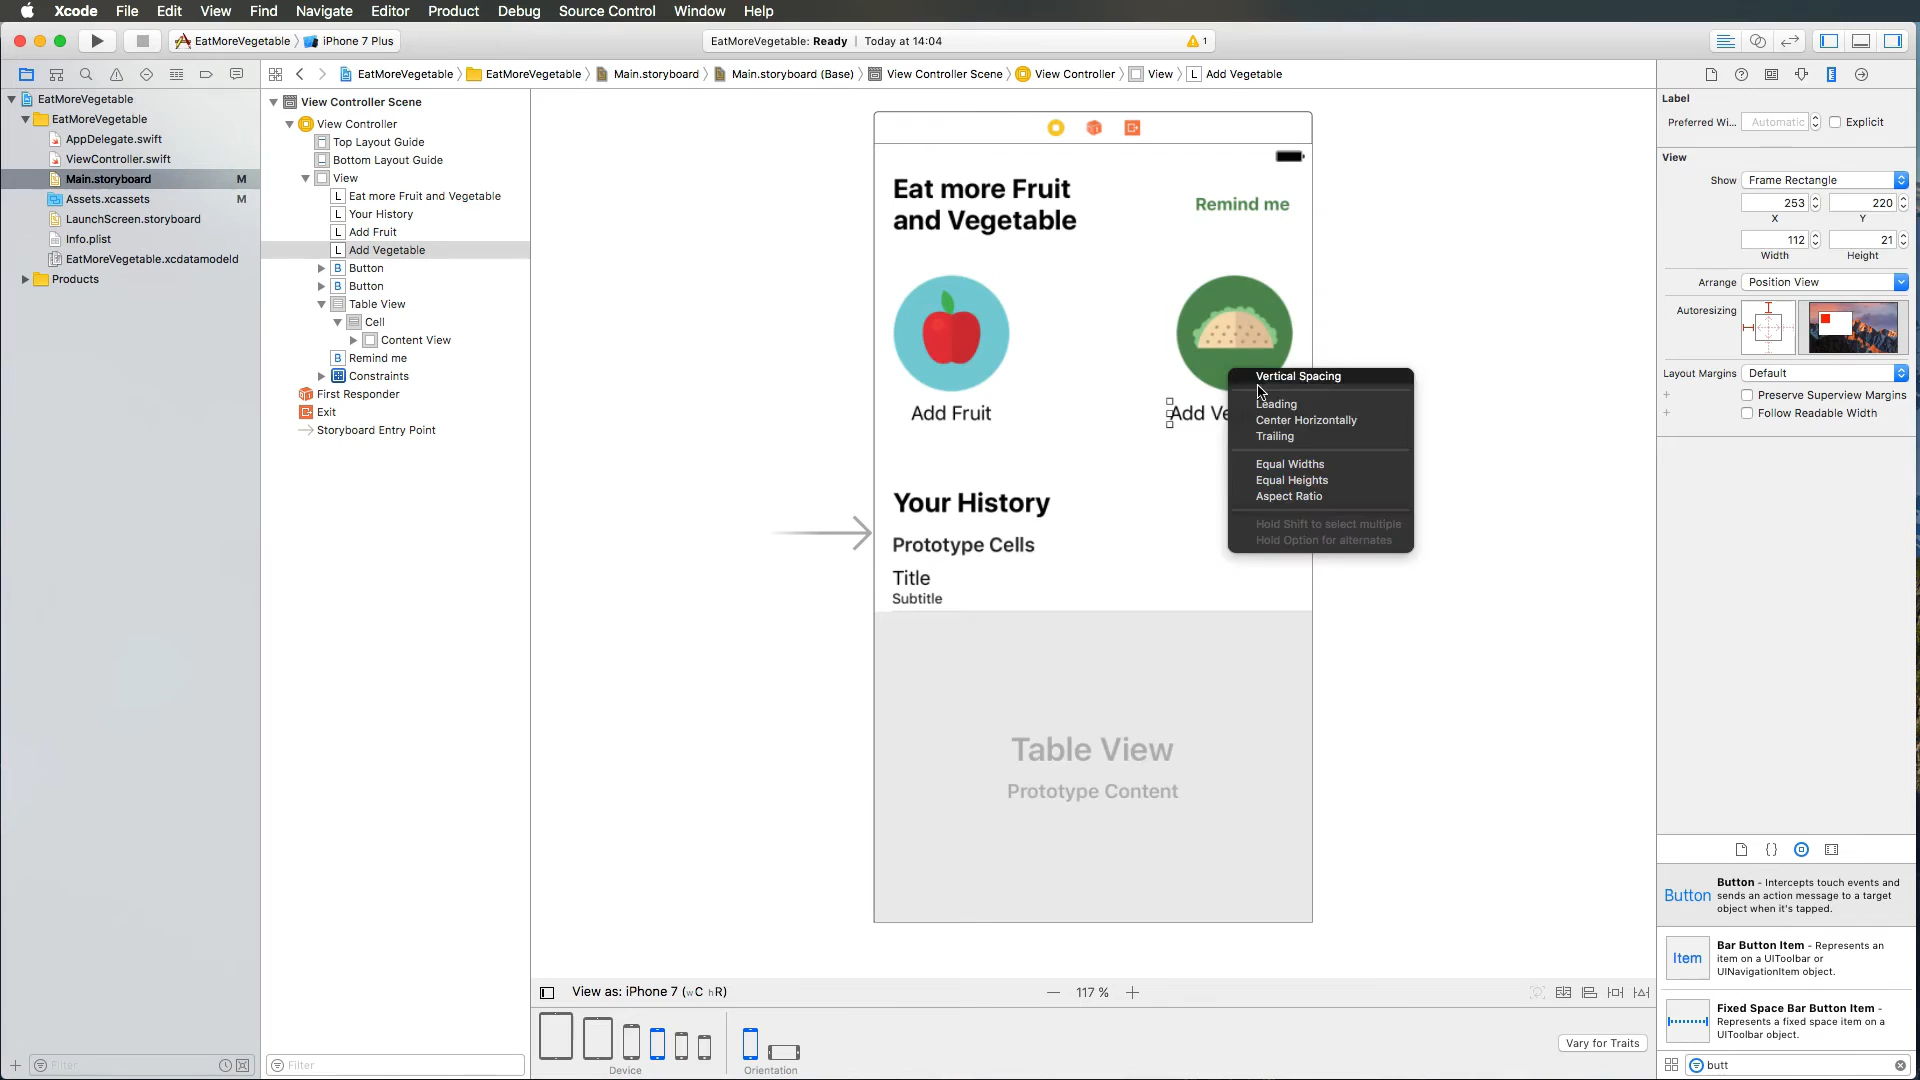 Xcode File Edit View Find Navigate Editor Product Debug Source Control Window Help
EatMoreVegetable iPhone 7 Plus
EatMoreVegetable: Ready | Today at 14:04
1
EatMoreVegetable EatMoreVegetable Main.storyboard Main.storyboard (Base) View Controller Scene View Controller View L Add Vegetable
EatMoreVegetable
EatMoreVegetable
AppDelegate.swift
ViewController.swift
Main.storyboard M
Assets.xcassets M
LaunchScreen.storyboard
Info.plist
EatMoreVegetable.xcdatamodeld
Products
Filter
View Controller Scene
View Controller
Top Layout Guide
Bottom Layout Guide
View
L Eat more Fruit and Vegetable
L Your History
L Add Fruit
L Add Vegetable
B Button
B Button
Table View
Cell
Content View
B Remind me
Constraints
First Responder
Exit
Storyboard Entry Point
Filter
Eat more Fruit
and Vegetable
Remind me
Add Fruit
Add Ve
Your History
Prototype Cells
Title
Subtitle
Table View
Prototype Content
Vertical Spacing
Leading
Center Horizontally
Trailing
Equal Widths
Equal Heights
Aspect Ratio
Hold Shift to select multiple
Hold Option for alternates
View as: iPhone 7 (wC hR)
117 %
Device
Orientation
Vary for Traits
Label
Preferred Wi... Automatic Explicit
View
Show Frame Rectangle
253 220
X Y
112 21
Width Height
Arrange Position View
Autoresizing
Layout Margins Default
Preserve Superview Margins
Follow Readable Width
Button
Button - Intercepts touch events and
sends an action message to a target
object when it's tapped.
Item
Bar Button Item - Represents an
item on a UIToolbar or
UINavigationItem object.
Fixed Space Bar Button Item -
Represents a fixed space item on a
UIToolbar object.
butt